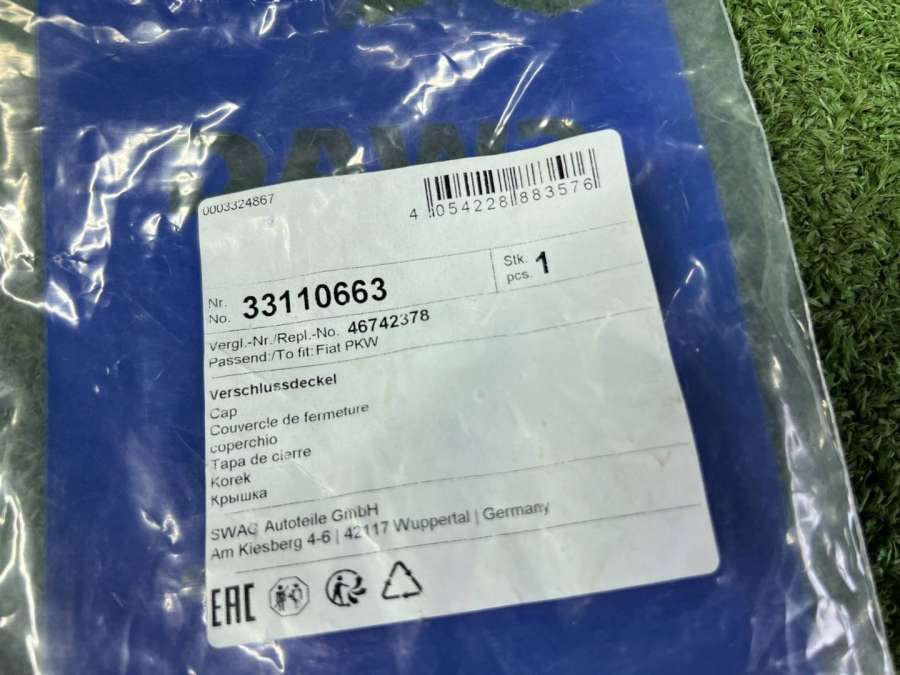 0003324867
4 054228 883576
Nr.
No. 33110663
Stk.
pcs. 1
Vergl.-Nr./Repl.-No. 46742378
Passend:/To fit: Fiat PKW
Verschlussdeckel
Cap
Couvercle de fermeture
coperchio
Tapa de cierre
Korek
Крышка
SWAG Autoteile GmbH
Am Kiesberg 4-6 | 42117 Wuppertal | Germany
EAC